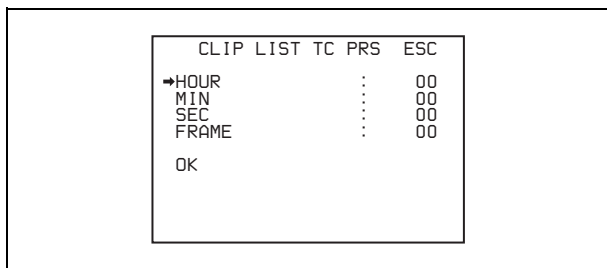 CLIP LIST TC PRS ESC
➔HOUR : 00
MIN : 00
SEC : 00
FRAME : 00
OK